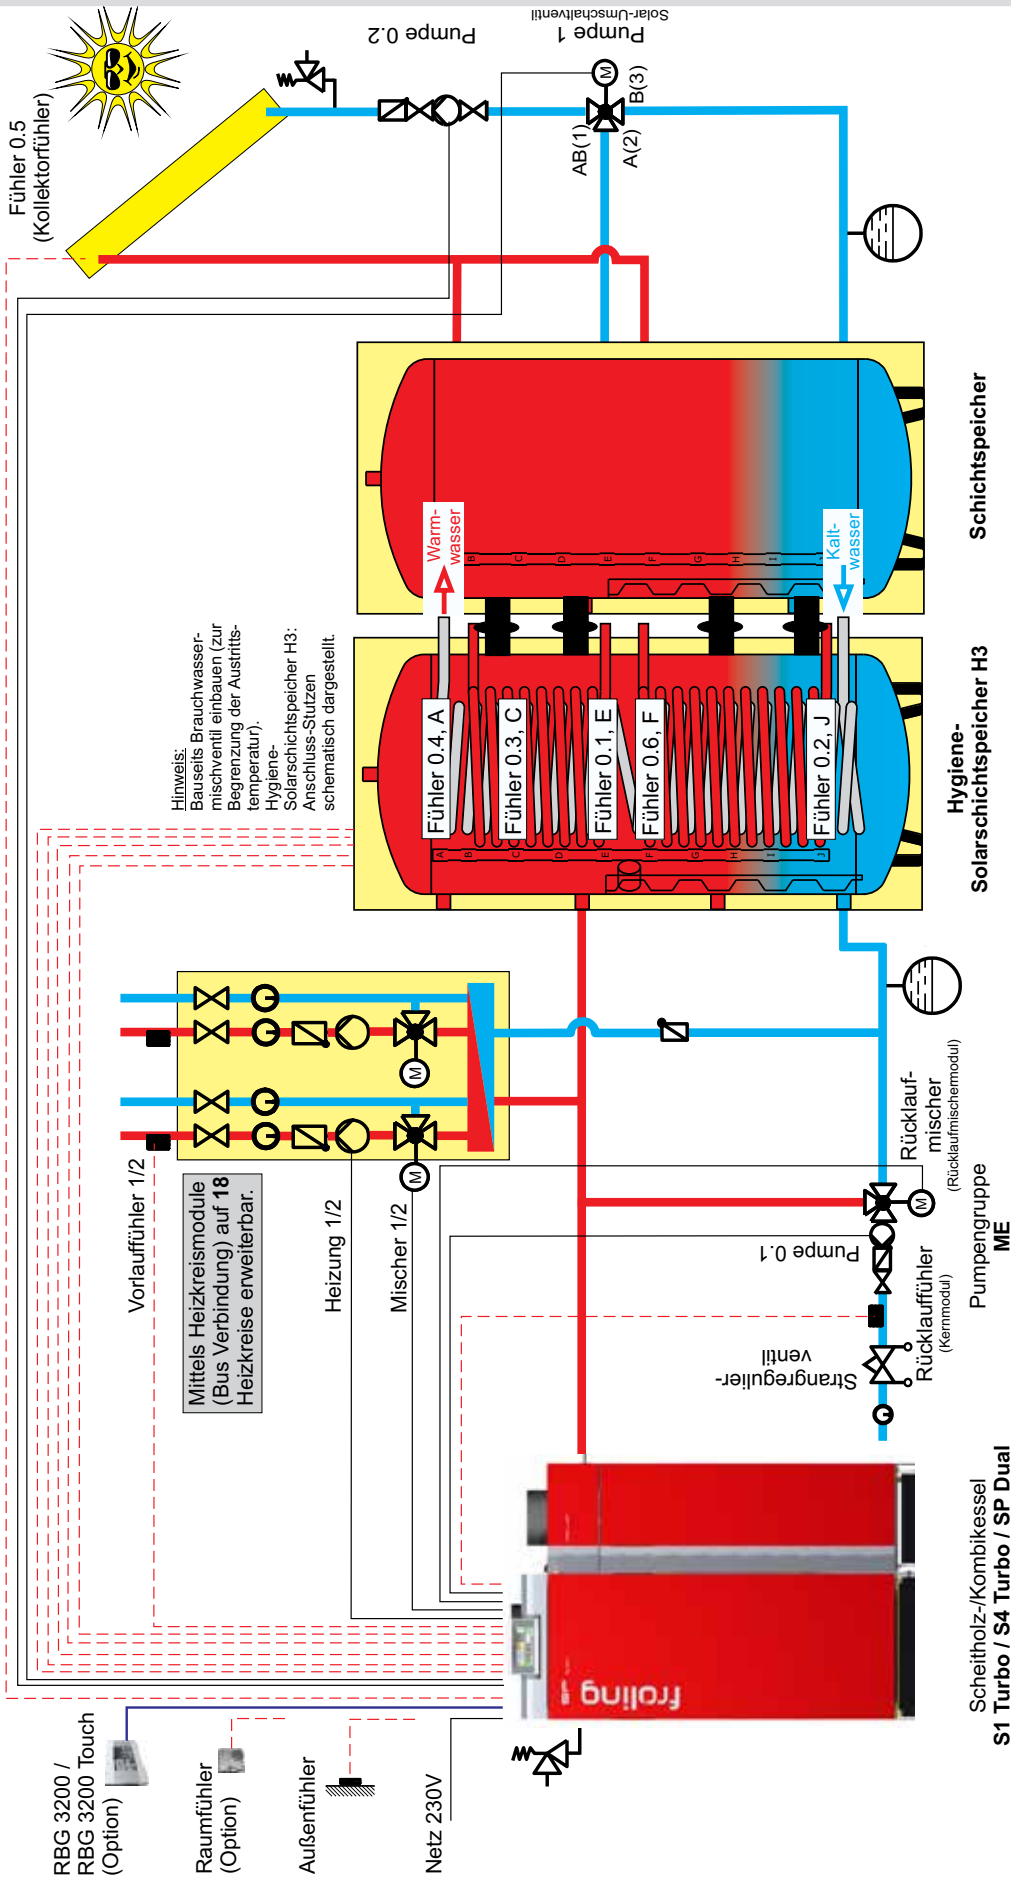 RBG 3200 /
RBG 3200 Touch
(Option)
Raumfühler
(Option)
Außenfühler
Netz 230V
froling
Scheitholz-/Kombikessel
S1 Turbo / S4 Turbo / SP Dual
Vorlauffühler 1/2
Mittels Heizkreismodule
(Bus Verbindung) auf 18
Heizkreise erweiterbar.
Heizung 1/2
Mischer 1/2
M
M
Strangregulier-
ventil
Rücklauffühler
(Kernmodul)
Pumpe 0.1
Pumpengruppe
ME
M
Rücklauf-
mischer
(Rücklaufmischermodul)
Hinweis:
Bauseits Brauchwasser-
mischventil einbauen (zur
Begrenzung der Austritts-
temperatur).
Hygiene-
Solarschichtspeicher H3:
Anschluss-Stutzen
schematisch dargestellt.
Fühler 0.4, A
Fühler 0.3, C
Fühler 0.1, E
Fühler 0.6, F
Fühler 0.2, J
A
B
C
D
E
F
G
H
I
J
Hygiene-
Solarschichtspeicher H3
Warm-
wasser
Kalt-
wasser
B
C
D
E
F
G
H
I
Schichtspeicher
Fühler 0.5
(Kollektorfühler)
Pumpe 0.2
Pumpe 1
Solar-Umschaltventil
M
AB(1)
A(2)
B(3)